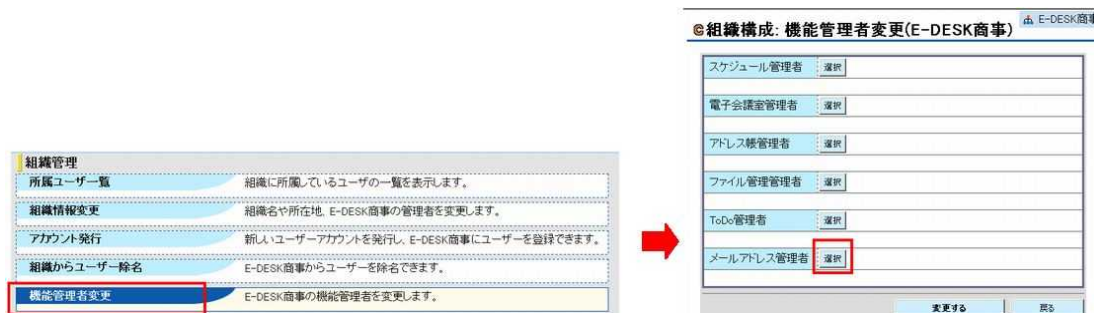 組織管理
所属ユーザ一覧 組織に所属しているユーザの一覧を表示します。
組織情報変更 組織名や所在地、E-DESK商事の管理者を変更します。
アカウント発行 新しいユーザーアカウントを発行し、E-DESK商事にユーザーを登録できます。
組織からユーザー除名 E-DESK商事からユーザーを除名できます。
機能管理者変更 E-DESK商事の機能管理者を変更します。
E-DESK商事
組織構成: 機能管理者変更(E-DESK商事)
スケジュール管理者 選択
電子会議室管理者 選択
アドレス帳管理者 選択
ファイル管理管理者 選択
ToDo管理者 選択
メールアドレス管理者 選択
変更する 戻る